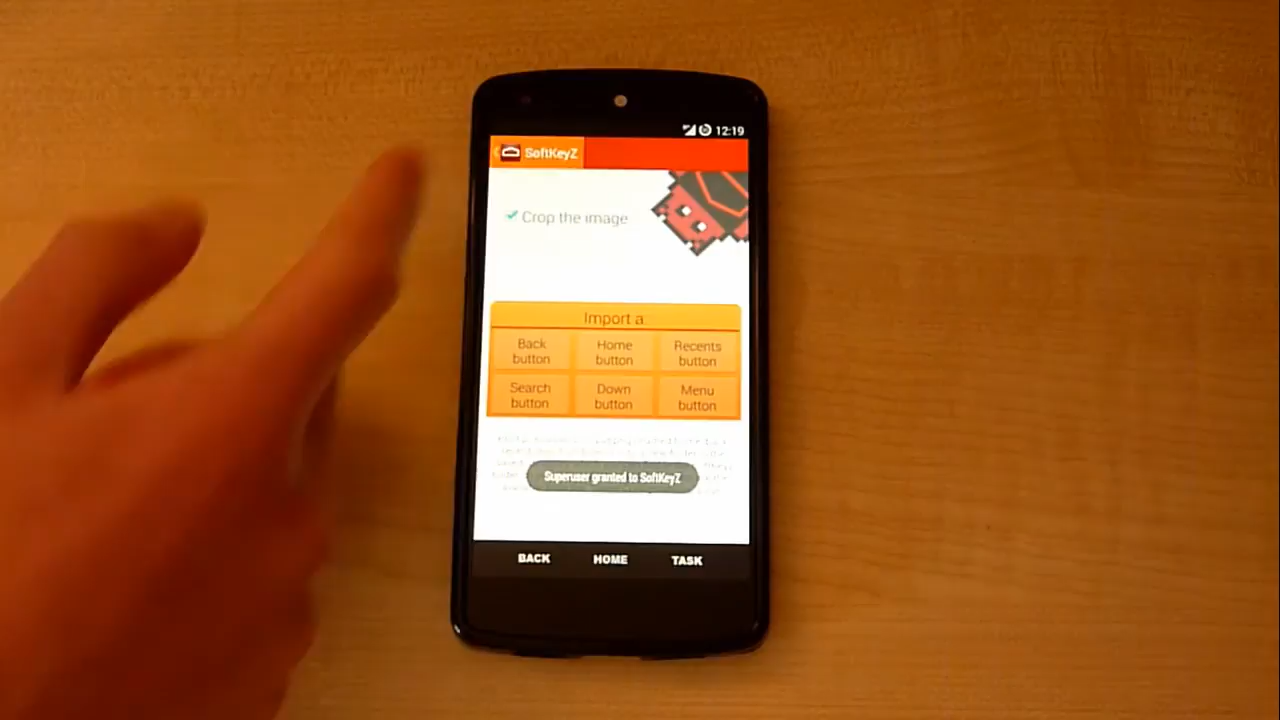 12:19
SoftKeyZ
Crop the image
Import a
Back
button
Home
button
Recents
button
Search
button
Down
button
Menu
button
Superuser granted to SoftKeyZ
BACK HOME TASK